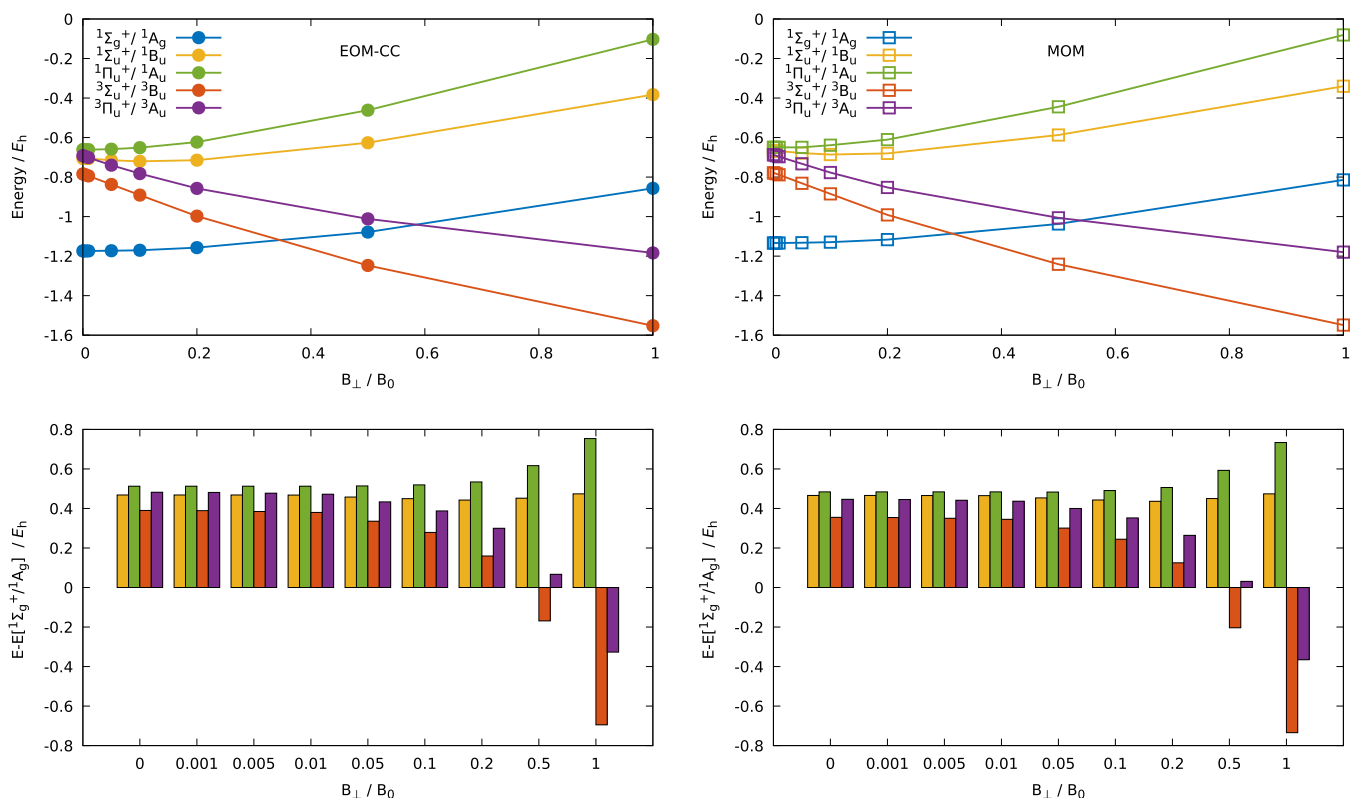 EOM-CC
¹Σg⁺/ ¹Ag
¹Σu⁺/ ¹Bu
¹Πu⁺/ ¹Au
³Σu⁺/ ³Bu
³Πu⁺/ ³Au
Energy / Eh
0
-0.2
-0.4
-0.6
-0.8
-1
-1.2
-1.4
-1.6
0 0.2 0.4 0.6 0.8 1
B⊥ / B0
MOM
¹Σg⁺/ ¹Ag
¹Σu⁺/ ¹Bu
¹Πu⁺/ ¹Au
³Σu⁺/ ³Bu
³Πu⁺/ ³Au
Energy / Eh
0
-0.2
-0.4
-0.6
-0.8
-1
-1.2
-1.4
-1.6
0 0.2 0.4 0.6 0.8 1
B⊥ / B0
E-E[¹Σg⁺/¹Ag] / Eh
0.8
0.6
0.4
0.2
0
-0.2
-0.4
-0.6
-0.8
0 0.001 0.005 0.01 0.05 0.1 0.2 0.5 1
B⊥ / B0
E-E[¹Σg⁺/¹Ag] / Eh
0.8
0.6
0.4
0.2
0
-0.2
-0.4
-0.6
-0.8
0 0.001 0.005 0.01 0.05 0.1 0.2 0.5 1
B⊥ / B0